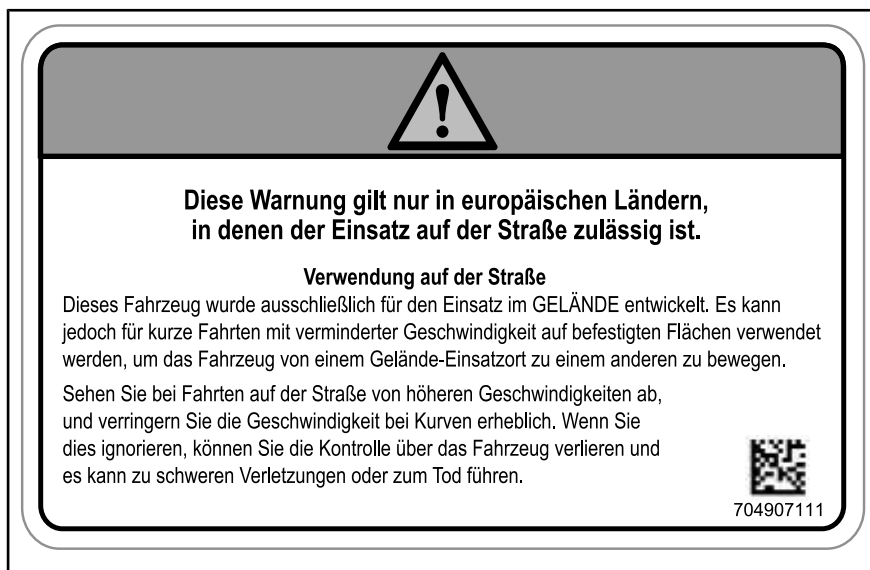 Diese Warnung gilt nur in europäischen Ländern,
in denen der Einsatz auf der Straße zulässig ist.
Verwendung auf der Straße
Dieses Fahrzeug wurde ausschließlich für den Einsatz im GELÄNDE entwickelt. Es kann
jedoch für kurze Fahrten mit verminderter Geschwindigkeit auf befestigten Flächen verwendet
werden, um das Fahrzeug von einem Gelände-Einsatzort zu einem anderen zu bewegen.
Sehen Sie bei Fahrten auf der Straße von höheren Geschwindigkeiten ab,
und verringern Sie die Geschwindigkeit bei Kurven erheblich. Wenn Sie
dies ignorieren, können Sie die Kontrolle über das Fahrzeug verlieren und
es kann zu schweren Verletzungen oder zum Tod führen.
704907111